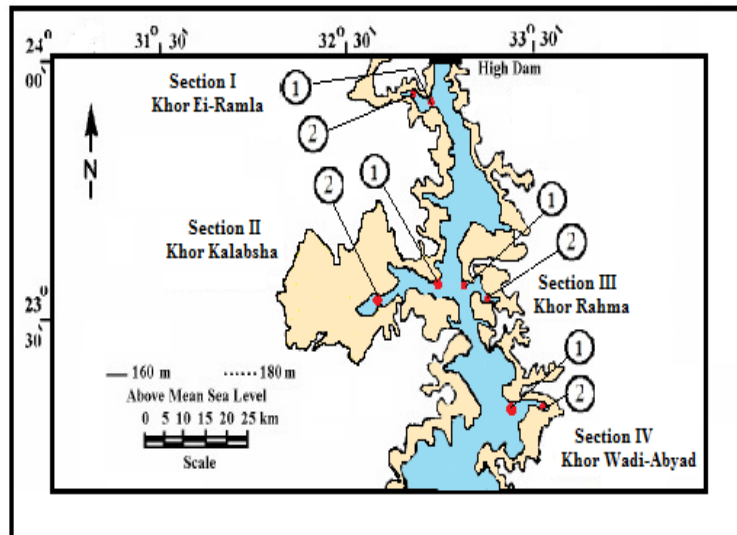 31° 30' 32° 30' 33° 30'
24°
00'
High Dam
Section I
Khor Ei-Ramla
1
2
N
2
1
1
Section II
Khor Kalabsha
2
Section III
Khor Rahma
23°
30'
1
160 m 180 m
Above Mean Sea Level
2
0 5 10 15 20 25 km
Scale
Section IV
Khor Wadi-Abyad